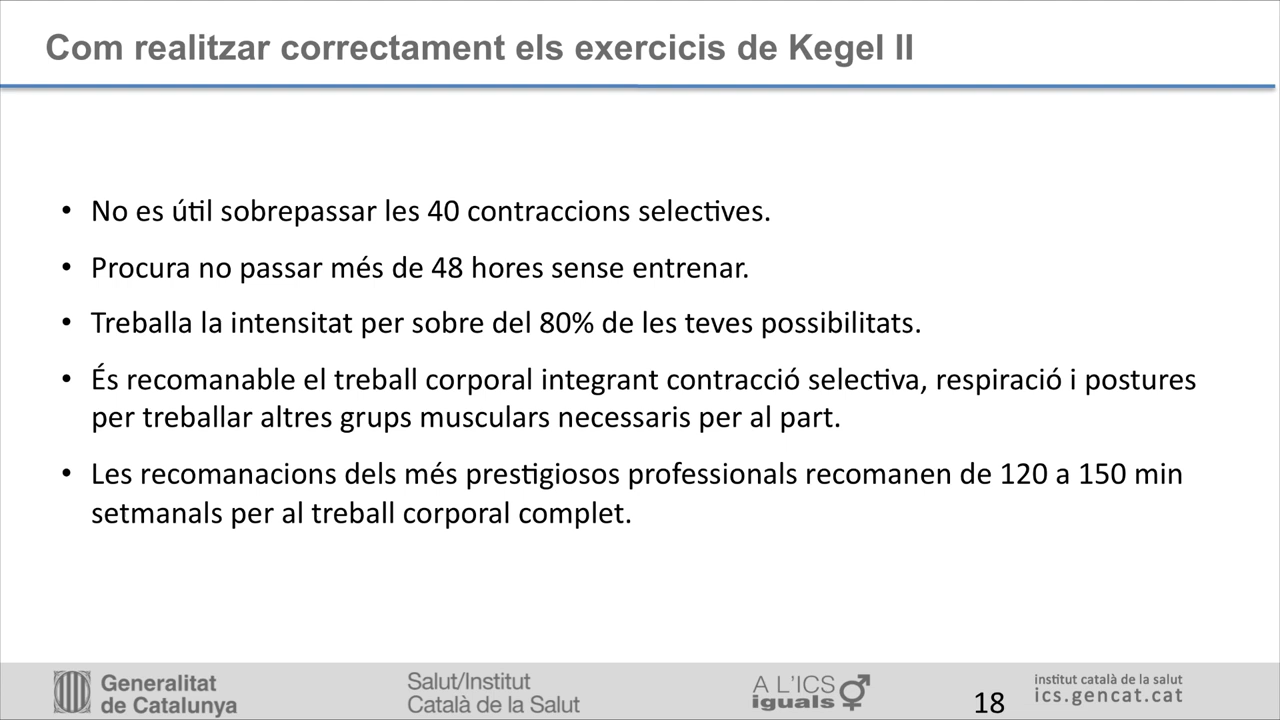 Com realitzar correctament els exercicis de Kegel II
• No es útil sobrepassar les 40 contraccions selectives.
• Procura no passar més de 48 hores sense entrenar.
• Treballa la intensitat per sobre del 80% de les teves possibilitats.
• És recomanable el treball corporal integrant contracció selectiva, respiració i postures
per treballar altres grups musculars necessaris per al part.
• Les recomanacions dels més prestigiosos professionals recomanen de 120 a 150 min
setmanals per al treball corporal complet.
Generalitat
de Catalunya
Salut/Institut
Català de la Salut
A L'ICS
iguals
18
institut català de la salut
ics.gencat.cat